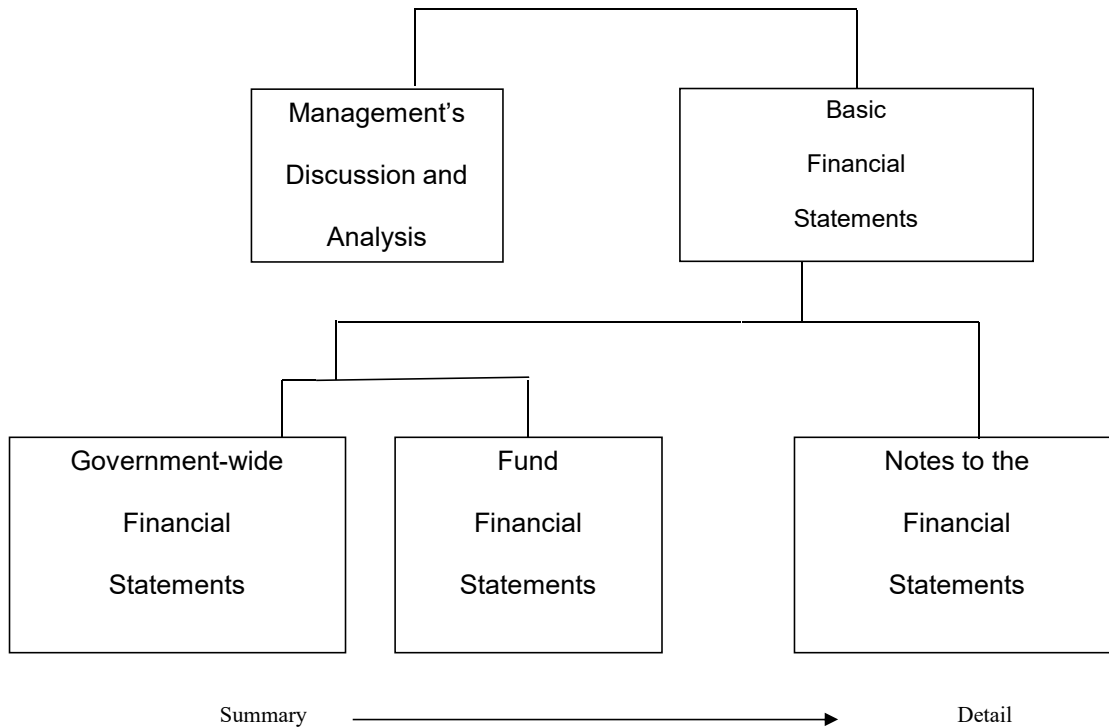 Management’s
Discussion and
Analysis
Basic
Financial
Statements
Government-wide
Financial
Statements
Fund
Financial
Statements
Notes to the
Financial
Statements
Summary
Detail